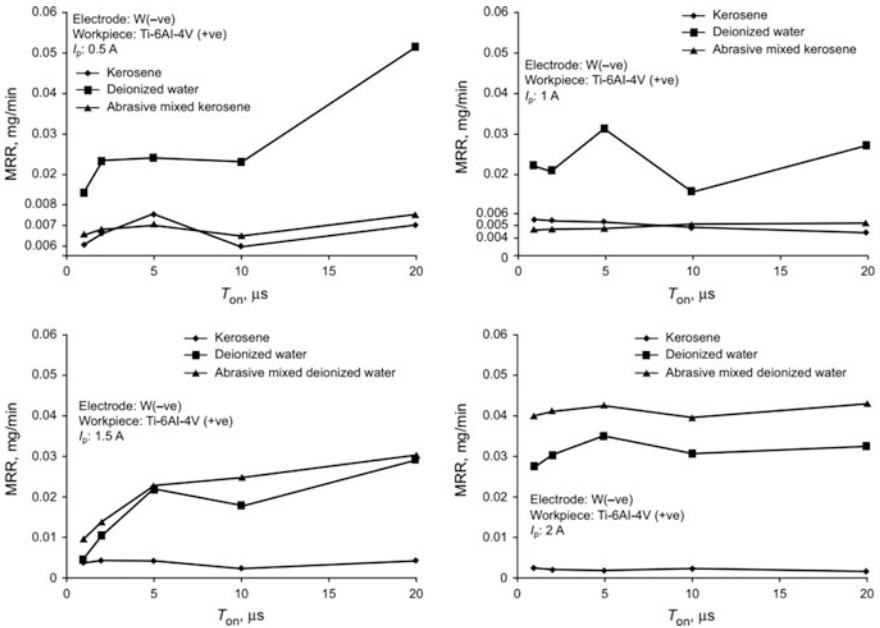 Electrode: W(–ve)
Workpiece: Ti-6AI-4V (+ve)
Ip: 0.5 A
Kerosene
Deionized water
Abrasive mixed kerosene
MRR, mg/min
0.06
0.05
0.04
0.03
0.02
0.008
0.007
0.006
0 5 10 15 20
Ton, μs
Kerosene
Deionized water
Abrasive mixed kerosene
Electrode: W(–ve)
Workpiece: Ti-6AI-4V (+ve)
Ip: 1 A
MRR, mg/min
0.06
0.05
0.04
0.03
0.02
0.006
0.005
0.004
0
0 5 10 15 20
Ton, μs
Kerosene
Deionized water
Abrasive mixed deionized water
Electrode: W(–ve)
Workpiece: Ti-6AI-4V (+ve)
Ip: 1.5 A
MRR, mg/min
0.06
0.05
0.04
0.03
0.02
0.01
0
0 5 10 15 20
Ton, μs
Kerosene
Deionized water
Abrasive mixed deionized water
Electrode: W(–ve)
Workpiece: Ti-6AI-4V (+ve)
Ip: 2 A
MRR, mg/min
0.06
0.05
0.04
0.03
0.02
0.01
0
0 5 10 15 20
Ton, μs